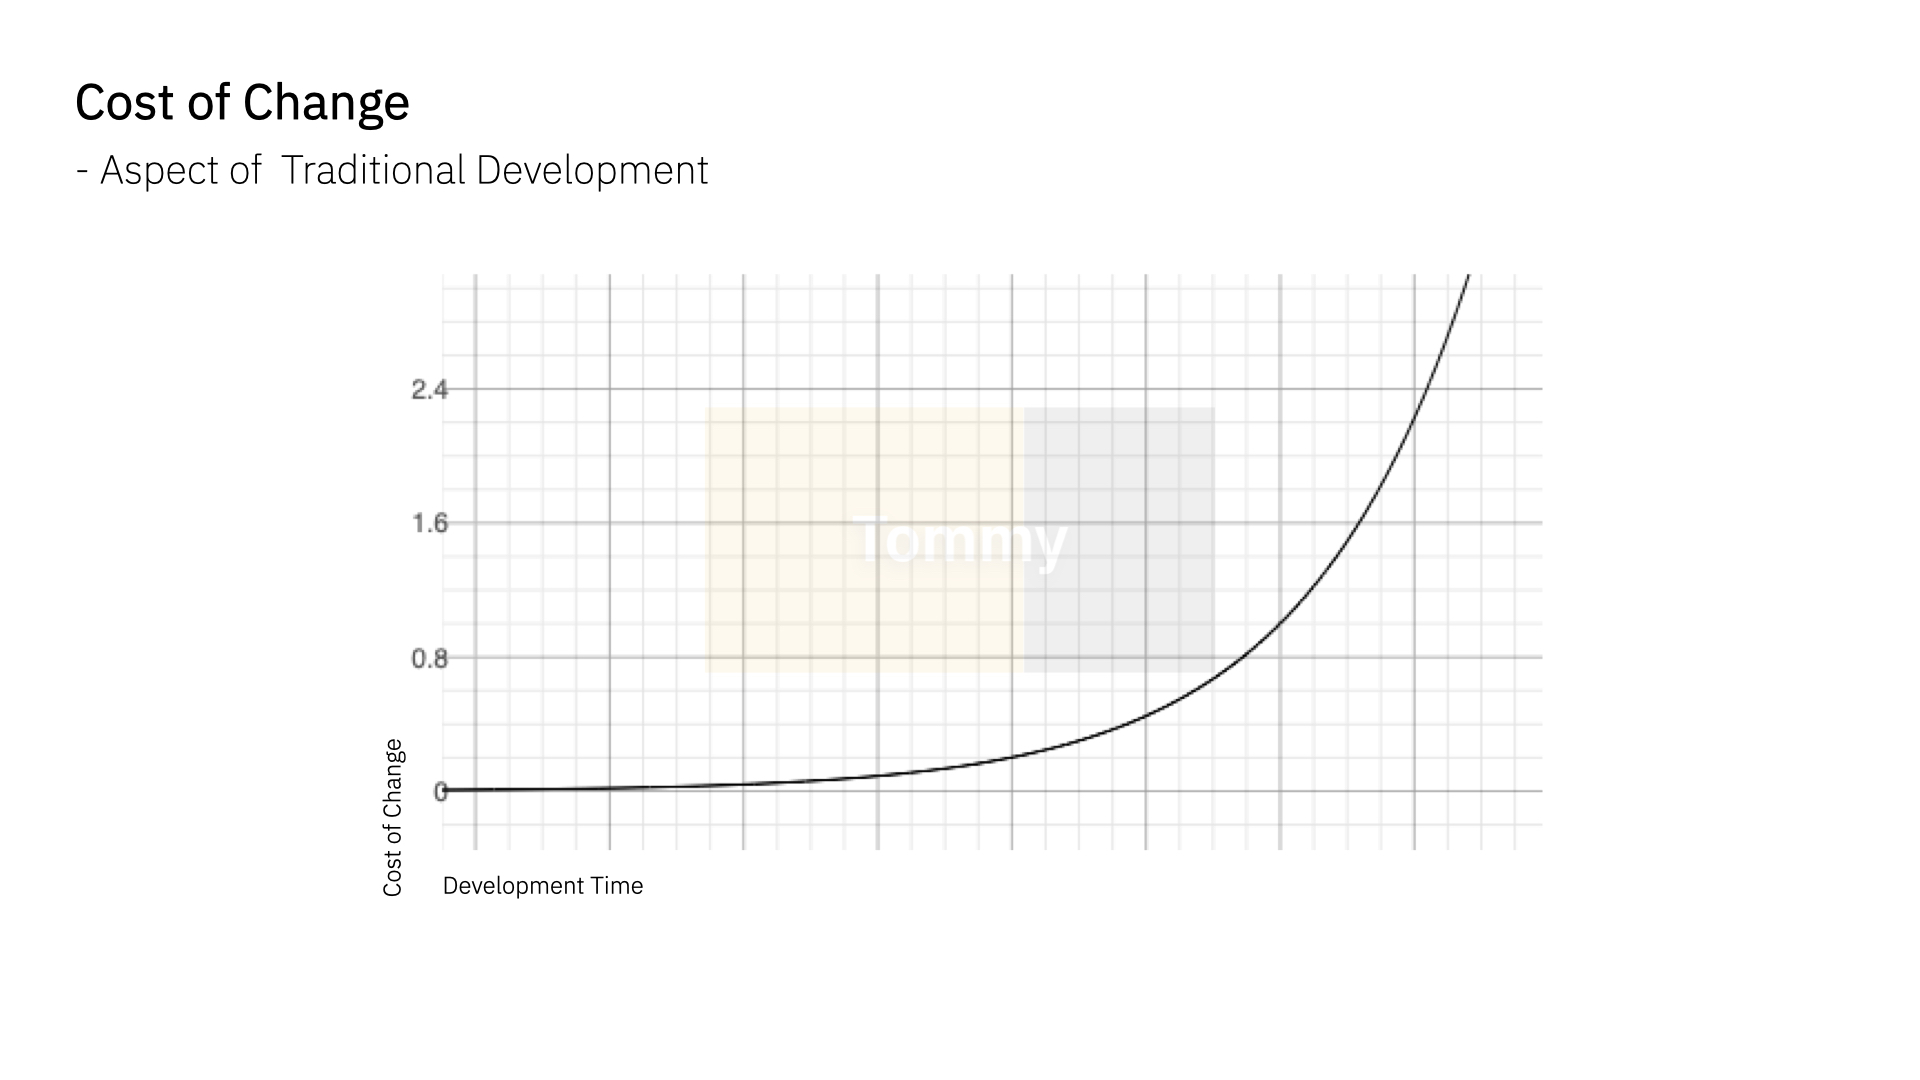 Cost of Change
- Aspect of  Traditional Development
2.4
1.6
Tommy
0.8
0
Cost of Change
Development Time